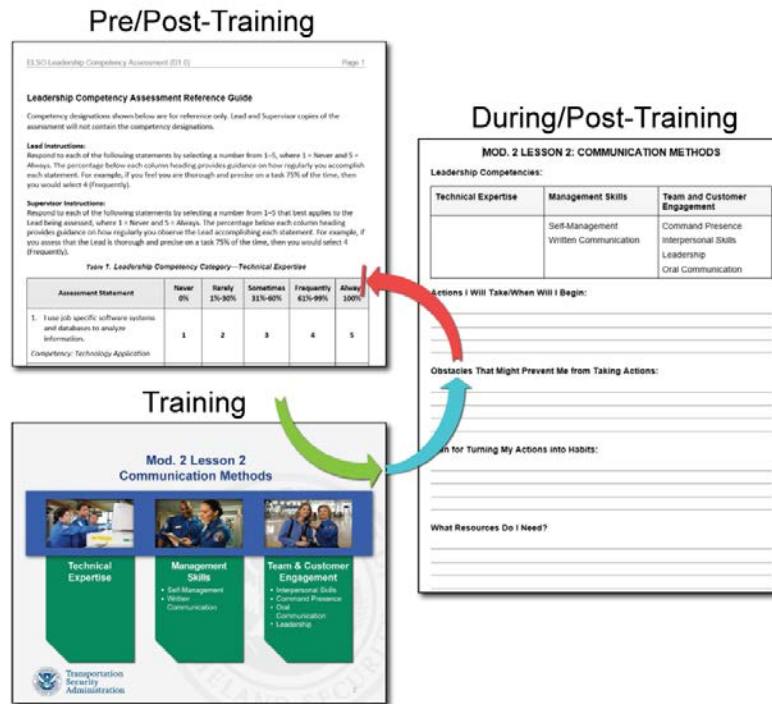 Pre/Post-Training
ELSO Leadership Competency Assessment (D1 0) Page 1
Leadership Competency Assessment Reference Guide
Competency designations shown below are for reference only. Lead and Supervisor copies of the
assessment will not contain the competency designations.
Lead Instructions:
Respond to each of the following statements by selecting a number from 1–5, where 1 = Never and 5 =
Always. The percentage below each column heading provides guidance on how regularly you accomplish
each statement. For example, if you feel you are thorough and precise on a task 75% of the time, then
you would select 4 (Frequently).
Supervisor Instructions:
Respond to each of the following statements by selecting a number from 1–5 that best applies to the
Lead being assessed, where 1 = Never and 5 = Always. The percentage below each column heading
provides guidance on how regularly you observe the Lead accomplishing each statement. For example, if
you assess that the Lead is thorough and precise on a task 75% of the time, then you would select 4
(Frequently).
Table 1. Leadership Competency Category—Technical Expertise
Assessment Statement
Never
0%
Rarely
1%-30%
Sometimes
31%-60%
Frequently
61%-99%
Alway
100%
1. I use job specific software systems
and databases to analyze
information.
Competency: Technology Application
1 2 3 4 5
During/Post-Training
MOD. 2 LESSON 2: COMMUNICATION METHODS
Leadership Competencies:
Technical Expertise
Management Skills
Self-Management
Written Communication
Team and Customer
Engagement
Command Presence
Interpersonal Skills
Leadership
Oral Communication
Actions I Will Take/When Will I Begin:
Obstacles That Might Prevent Me from Taking Actions:
for Turning My Actions into Habits:
What Resources Do I Need?
Training
Mod. 2 Lesson 2
Communication Methods
Technical
Expertise
Management
Skills
• Self-Management
• Written
Communication
Team & Customer
Engagement
• Interpersonal Skills
• Command Presence
• Oral
Communication
• Leadership
Transportation
Security
Administration
2